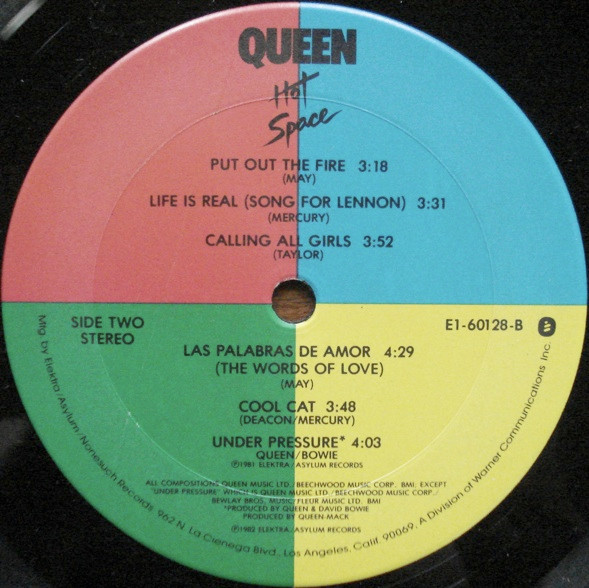 QUEEN
Hot
Space
PUT OUT THE FIRE 3:18
(MAY)
LIFE IS REAL (SONG FOR LENNON) 3:31
(MERCURY)
CALLING ALL GIRLS 3:52
(TAYLOR)
SIDE TWO
STEREO
E1-60128-B
LAS PALABRAS DE AMOR 4:29
(THE WORDS OF LOVE)
(MAY)
COOL CAT 3:48
(DEACON/MERCURY)
UNDER PRESSURE* 4:03
QUEEN/BOWIE
℗1981 ELEKTRA/ASYLUM RECORDS
ALL COMPOSITIONS QUEEN MUSIC LTD./BEECHWOOD MUSIC CORP. BMI: EXCEPT
"UNDER PRESSURE" WHICH IS QUEEN MUSIC LTD./BEECHWOOD MUSIC CORP./
BEWLAY BROS. MUSIC/FLEUR MUSIC LTD. BMI
*PRODUCED BY QUEEN & DAVID BOWIE
PRODUCED BY QUEEN-MACK
℗1982 ELEKTRA/ASYLUM RECORDS
Mfg. by Elektra/Asylum/Nonesuch Records 962 N. La Cienega Blvd., Los Angeles, Calif. 90069. A Division of Warner Communications Inc.